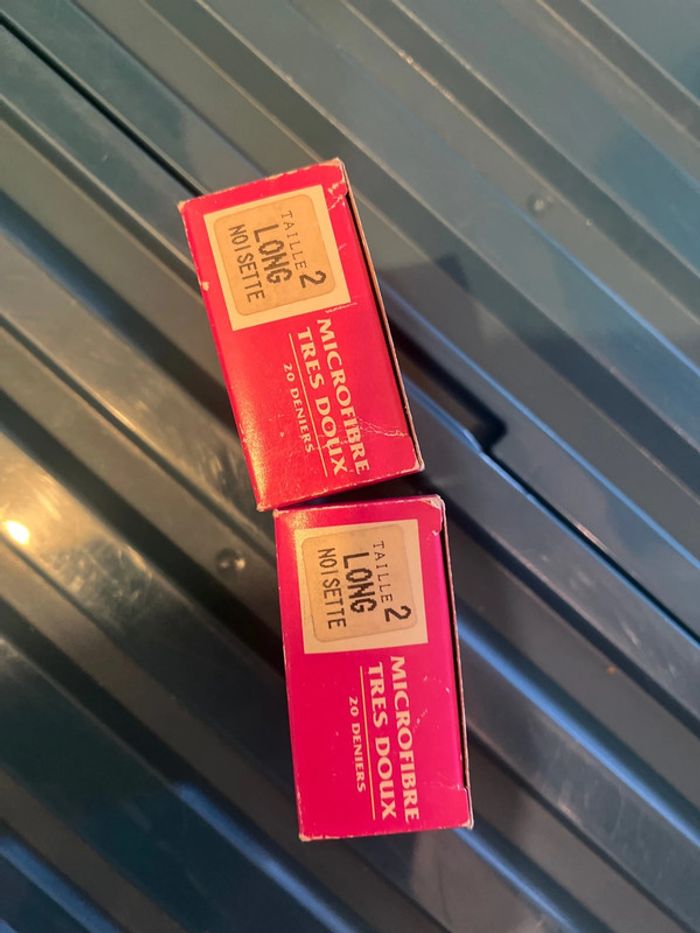 TAILLE 2
LONG
NOISETTE
MICROFIBRE
TRES DOUX
20 DENIERS
TAILLE 2
LONG
NOISETTE
MICROFIBRE
TRES DOUX
20 DENIERS